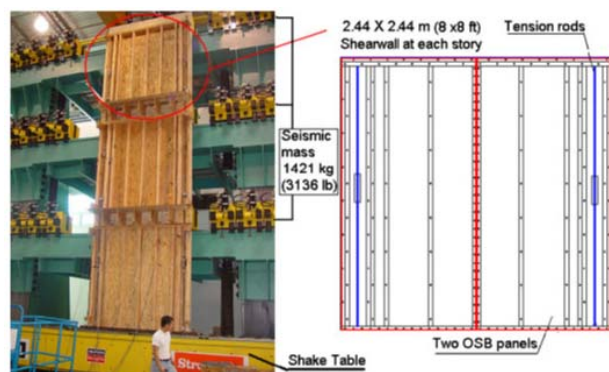 2.44 X 2.44 m (8 x8 ft)
Shearwall at each story
Tension rods
Seismic
mass
1421 kg
(3136 lb)
Two OSB panels
Shake Table